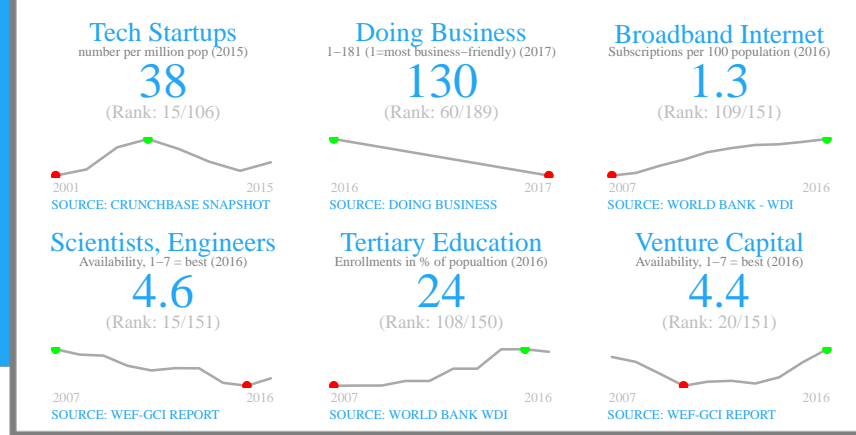 Tech Startups
number per million pop (2015)
38
(Rank: 15/106)
2001 2015
SOURCE: CRUNCHBASE SNAPSHOT
Doing Business
1−181 (1=most business−friendly) (2017)
130
(Rank: 60/189)
2016 2017
SOURCE: DOING BUSINESS
Broadband Internet
Subscriptions per 100 population (2016)
1.3
(Rank: 109/151)
2007 2016
SOURCE: WORLD BANK - WDI
Scientists, Engineers
Availability, 1−7 = best (2016)
4.6
(Rank: 15/151)
2007 2016
SOURCE: WEF-GCI REPORT
Tertiary Education
Enrollments in % of popualtion (2016)
24
(Rank: 108/150)
2007 2016
SOURCE: WORLD BANK WDI
Venture Capital
Availability, 1−7 = best (2016)
4.4
(Rank: 20/151)
2007 2016
SOURCE: WEF-GCI REPORT